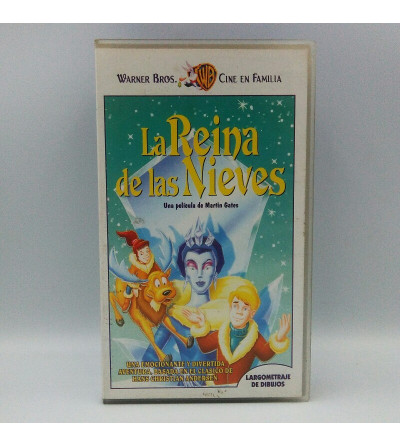 WARNER BROS. CINE EN FAMILIA
La Reina
de las Nieves
Una película de Martin Gates
UNA EMOCIONANTE Y DIVERTIDA
AVENTURA, BASADA EN EL CLÁSICO DE
HANS CHRISTIAN ANDERSEN
LARGOMETRAJE
DE DIBUJOS